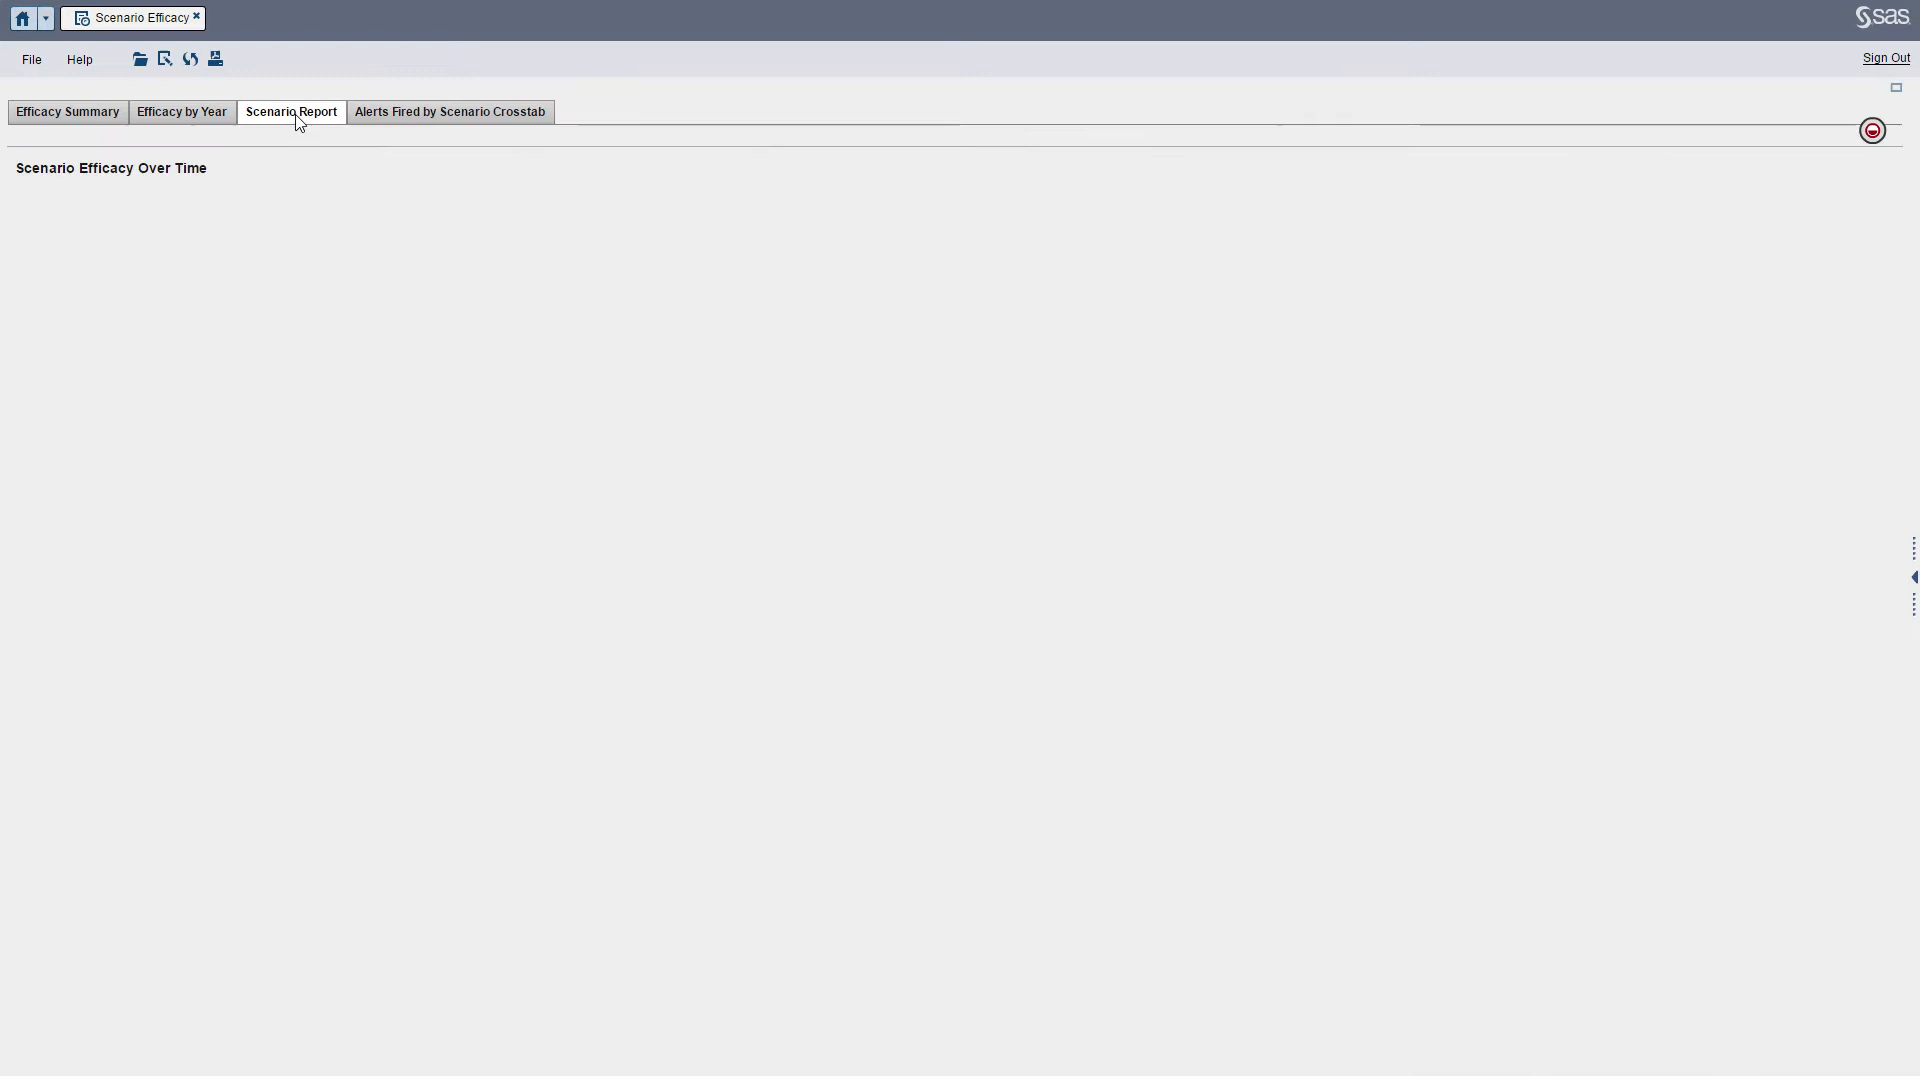 Scenario Efficacy
sas
File Help
Sign Out
Efficacy Summary Efficacy by Year Scenario Report Alerts Fired by Scenario Crosstab
Scenario Efficacy Over Time